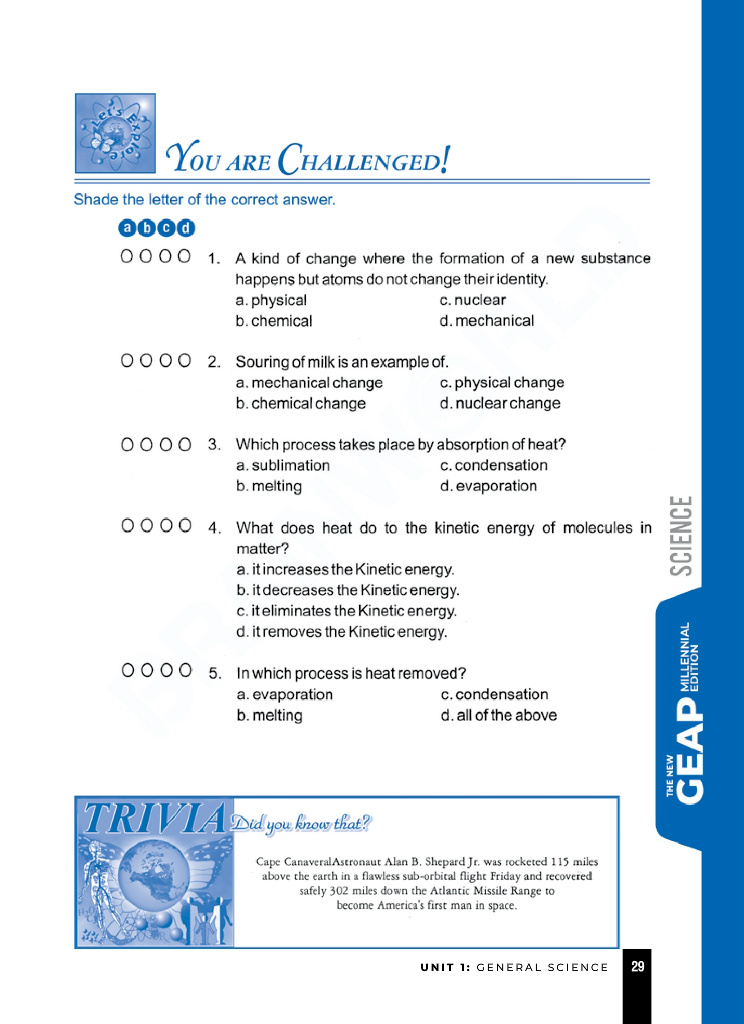 Let's Explore
YOU ARE CHALLENGED!
Shade the letter of the correct answer.
a b c d
O O O O 1. A kind of change where the formation of a new substance
happens but atoms do not change their identity.
a. physical c. nuclear
b. chemical d. mechanical
O O O O 2. Souring of milk is an example of.
a. mechanical change c. physical change
b. chemical change d. nuclear change
O O O O 3. Which process takes place by absorption of heat?
a. sublimation c. condensation
b. melting d. evaporation
O O O O 4. What does heat do to the kinetic energy of molecules in
matter?
a. it increases the Kinetic energy.
b. it decreases the Kinetic energy.
c. it eliminates the Kinetic energy.
d. it removes the Kinetic energy.
O O O O 5. In which process is heat removed?
a. evaporation c. condensation
b. melting d. all of the above
SCIENCE
THE NEW
GEAP MILLENNIAL
EDITION
TRIVIA Did you know that?
Cape CanaveralAstronaut Alan B. Shepard Jr. was rocketed 115 miles
above the earth in a flawless sub-orbital flight Friday and recovered
safely 302 miles down the Atlantic Missile Range to
become America's first man in space.
UNIT 1: GENERAL SCIENCE 29